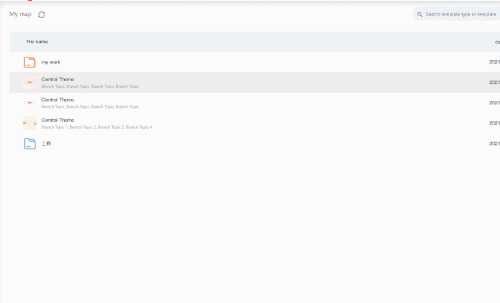 My map
Search template type or template
File name
my work
2021
Central Theme
Branch Topic, Branch Topic, Branch Topic, Branch Topic
2021
Central Theme
Branch Topic, Branch Topic, Branch Topic, Branch Topic
2021
Central Theme
Branch Topic 1, Branch Topic 2, Branch Topic 3, Branch Topic 4
2021
工作
2021